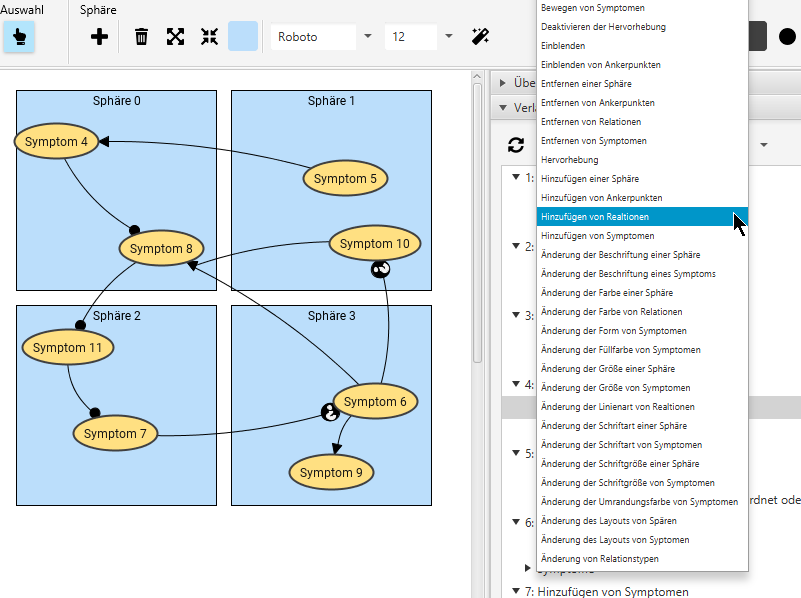 Auswahl
Sphäre
Roboto
12
Sphäre 0
Sphäre 1
Symptom 4
Symptom 5
Symptom 8
Symptom 10
Sphäre 2
Sphäre 3
Symptom 11
Symptom 6
Symptom 7
Symptom 9
Übe
Verla
1:
2:
3:
4:
5:
rdnet ode
6:
7: Hinzufügen von Symptomen
Bewegen von Symptomen
Deaktivieren der Hervorhebung
Einblenden
Einblenden von Ankerpunkten
Entfernen einer Sphäre
Entfernen von Ankerpunkten
Entfernen von Relationen
Entfernen von Symptomen
Hervorhebung
Hinzufügen einer Sphäre
Hinzufügen von Ankerpunkten
Hinzufügen von Realtionen
Hinzufügen von Symptomen
Änderung der Beschriftung einer Sphäre
Änderung der Beschriftung eines Symptoms
Änderung der Farbe einer Sphäre
Änderung der Farbe von Relationen
Änderung der Form von Symptomen
Änderung der Füllfarbe von Symptomen
Änderung der Größe einer Sphäre
Änderung der Größe von Symptomen
Änderung der Linienart von Realtionen
Änderung der Schriftart einer Sphäre
Änderung der Schriftart von Symptomen
Änderung der Schriftgröße einer Sphäre
Änderung der Schriftgröße von Symptomen
Änderung der Umrandungsfarbe von Symptomen
Änderung des Layouts von Spären
Änderung des Layouts von Syptomen
Änderung von Relationstypen